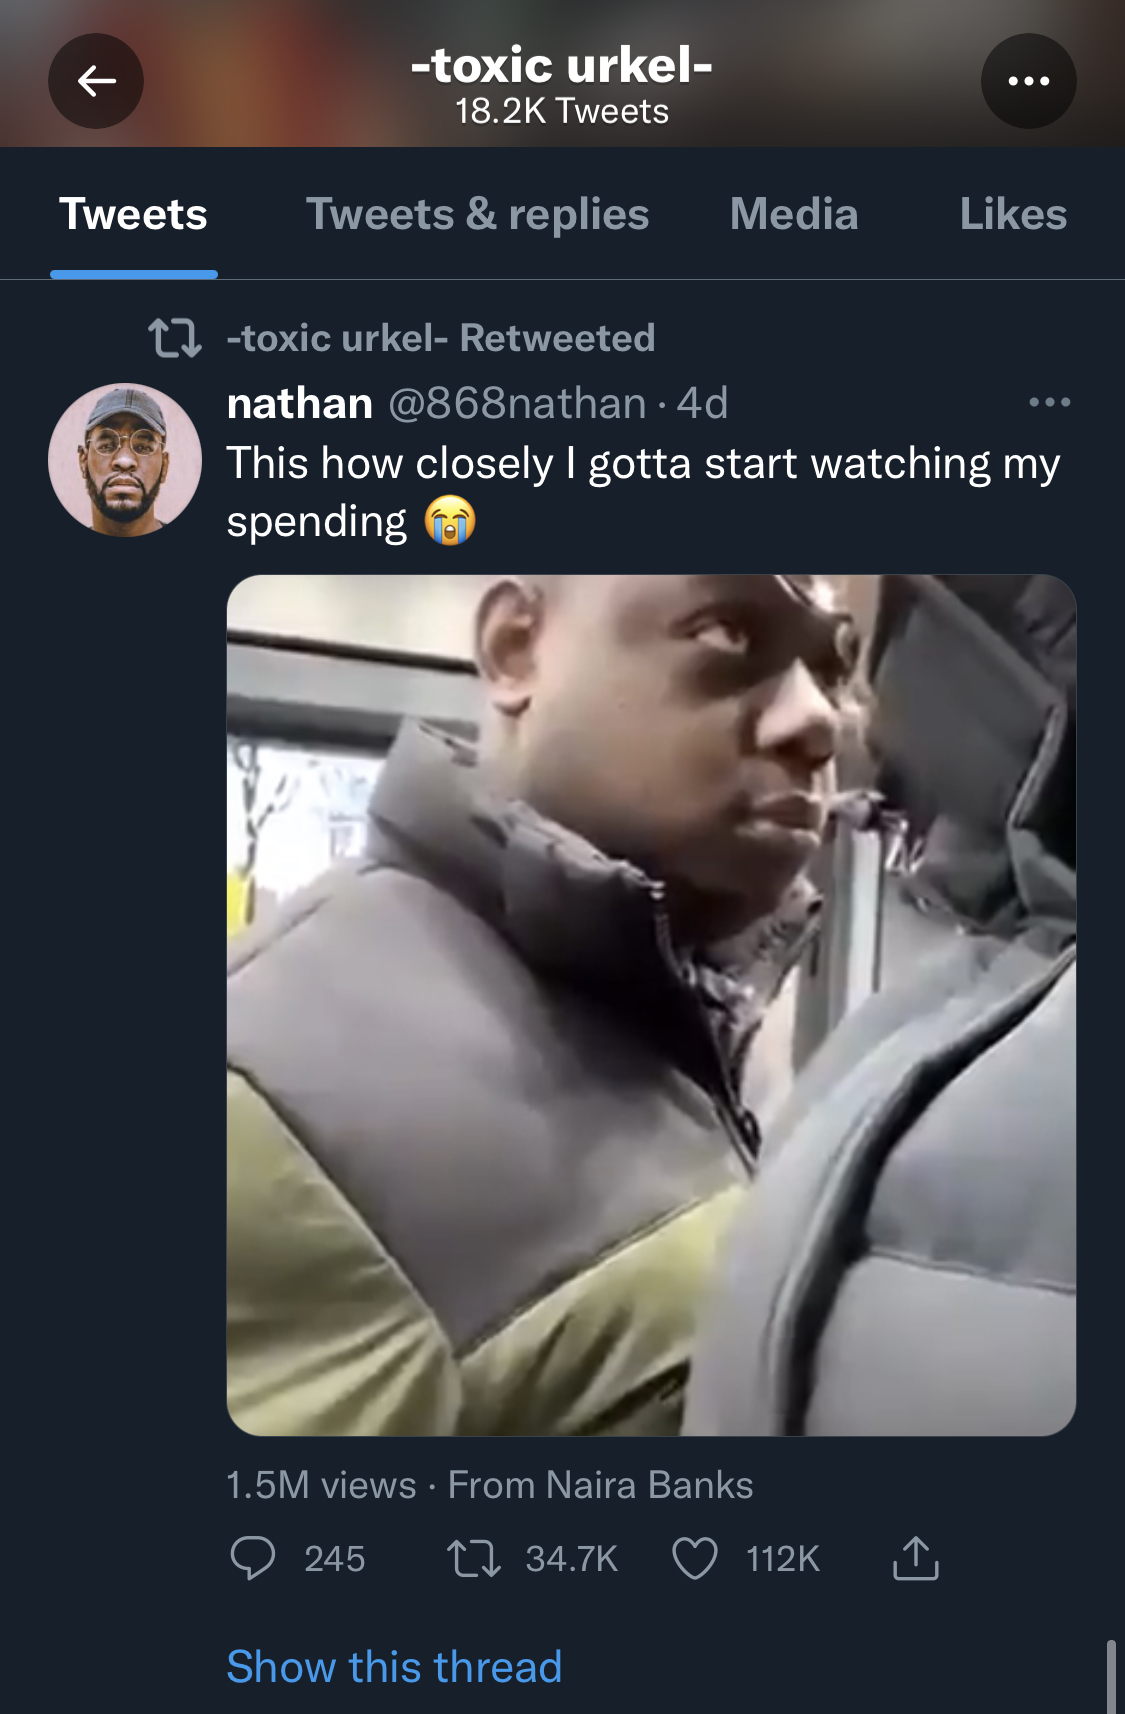 -toxic urkel-
18.2K Tweets
Tweets
Tweets & replies
Media
Likes
-toxic urkel- Retweeted
nathan @868nathan · 4d
This how closely I gotta start watching my
spending 😭
1.5M views · From Naira Banks
245
34.7K
112K
Show this thread